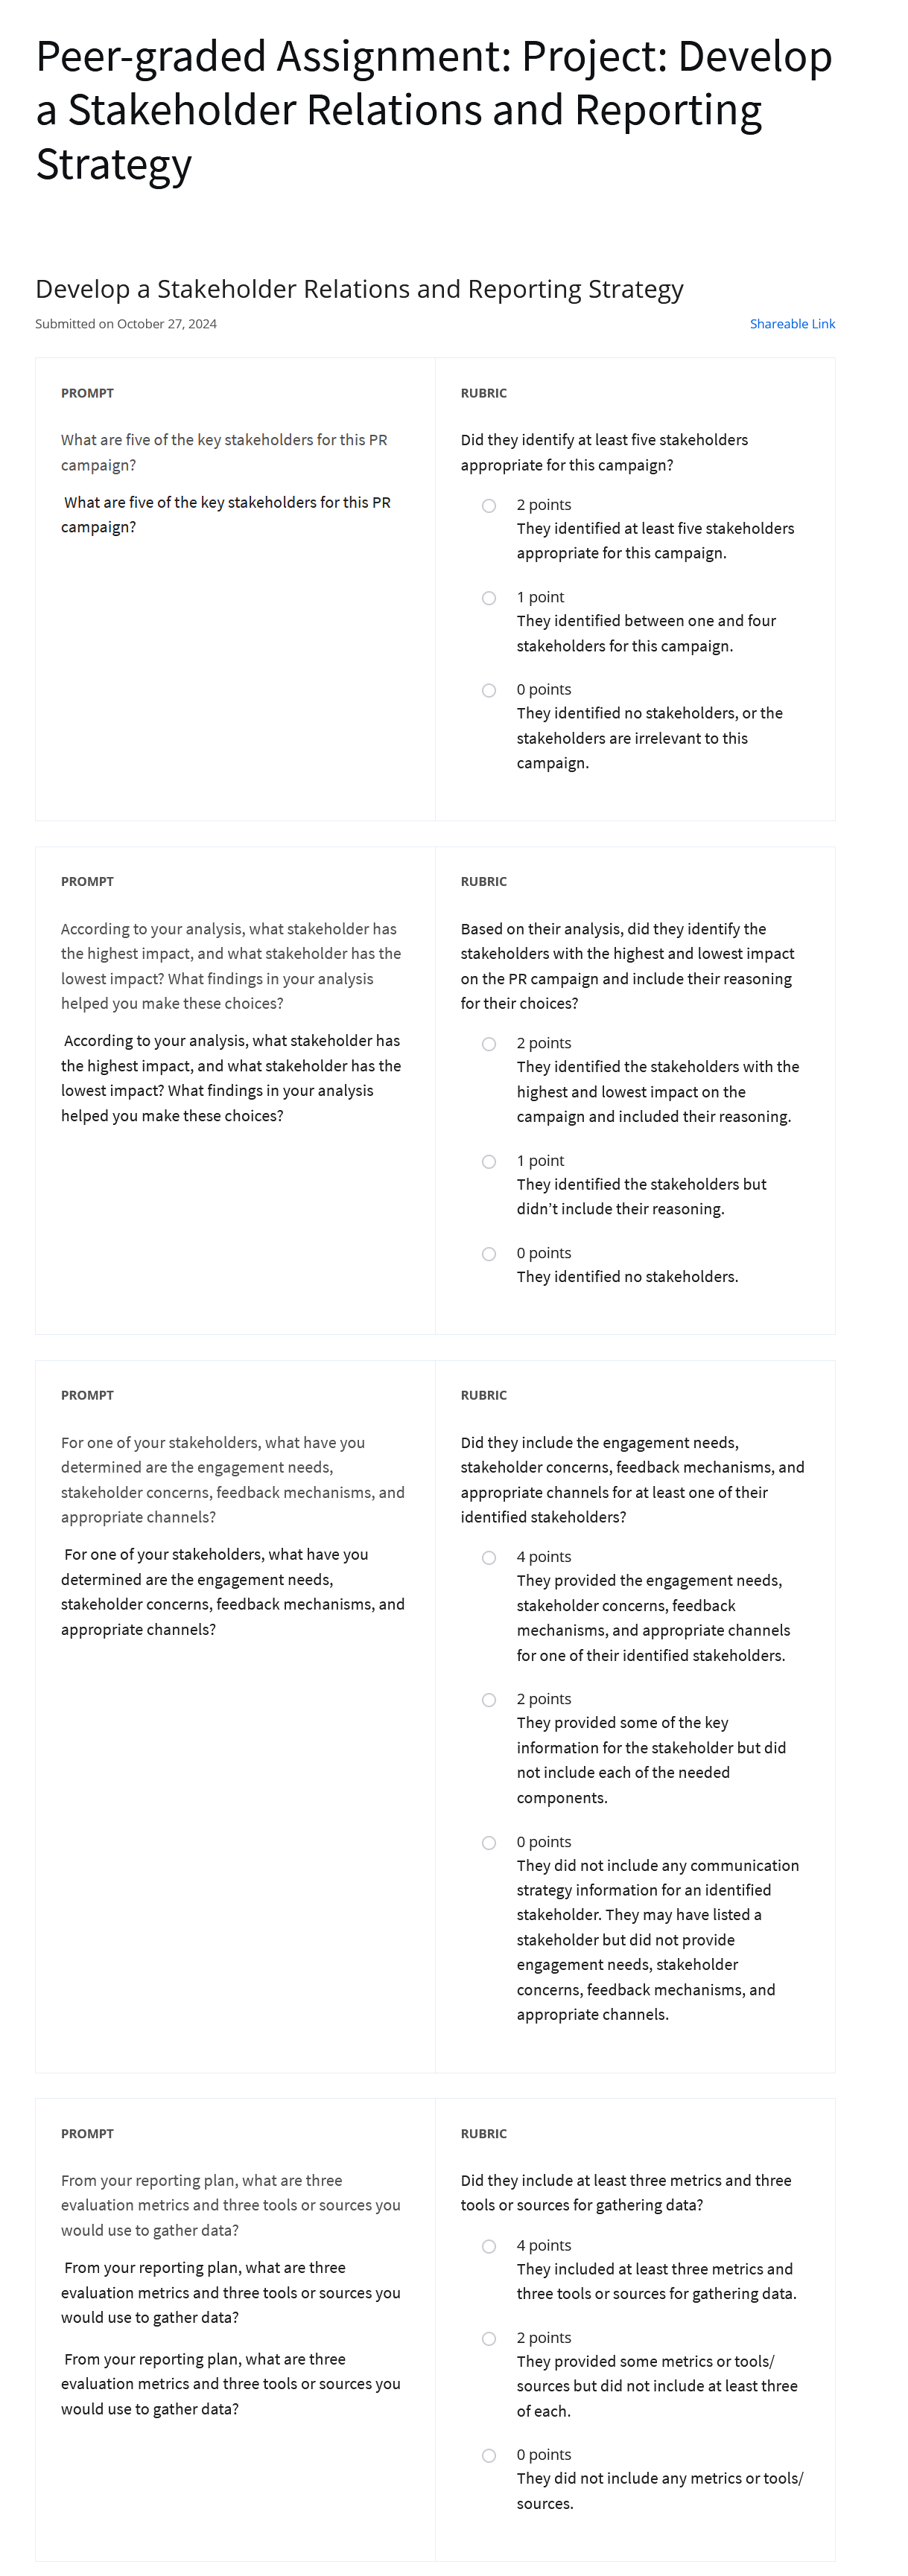 Peer-graded Assignment: Project: Develop
a Stakeholder Relations and Reporting
Strategy
Develop a Stakeholder Relations and Reporting Strategy
Submitted on October 27, 2024
Shareable Link
PROMPT
What are five of the key stakeholders for this PR
campaign?
What are five of the key stakeholders for this PR
campaign?
RUBRIC
Did they identify at least five stakeholders
appropriate for this campaign?
2 points
They identified at least five stakeholders
appropriate for this campaign.
1 point
They identified between one and four
stakeholders for this campaign.
0 points
They identified no stakeholders, or the
stakeholders are irrelevant to this
campaign.
PROMPT
According to your analysis, what stakeholder has
the highest impact, and what stakeholder has the
lowest impact? What findings in your analysis
helped you make these choices?
According to your analysis, what stakeholder has
the highest impact, and what stakeholder has the
lowest impact? What findings in your analysis
helped you make these choices?
RUBRIC
Based on their analysis, did they identify the
stakeholders with the highest and lowest impact
on the PR campaign and include their reasoning
for their choices?
2 points
They identified the stakeholders with the
highest and lowest impact on the
campaign and included their reasoning.
1 point
They identified the stakeholders but
didn’t include their reasoning.
0 points
They identified no stakeholders.
PROMPT
For one of your stakeholders, what have you
determined are the engagement needs,
stakeholder concerns, feedback mechanisms, and
appropriate channels?
For one of your stakeholders, what have you
determined are the engagement needs,
stakeholder concerns, feedback mechanisms, and
appropriate channels?
RUBRIC
Did they include the engagement needs,
stakeholder concerns, feedback mechanisms, and
appropriate channels for at least one of their
identified stakeholders?
4 points
They provided the engagement needs,
stakeholder concerns, feedback
mechanisms, and appropriate channels
for one of their identified stakeholders.
2 points
They provided some of the key
information for the stakeholder but did
not include each of the needed
components.
0 points
They did not include any communication
strategy information for an identified
stakeholder. They may have listed a
stakeholder but did not provide
engagement needs, stakeholder
concerns, feedback mechanisms, and
appropriate channels.
PROMPT
From your reporting plan, what are three
evaluation metrics and three tools or sources you
would use to gather data?
From your reporting plan, what are three
evaluation metrics and three tools or sources you
would use to gather data?
From your reporting plan, what are three
evaluation metrics and three tools or sources you
would use to gather data?
RUBRIC
Did they include at least three metrics and three
tools or sources for gathering data?
4 points
They included at least three metrics and
three tools or sources for gathering data.
2 points
They provided some metrics or tools/
sources but did not include at least three
of each.
0 points
They did not include any metrics or tools/
sources.